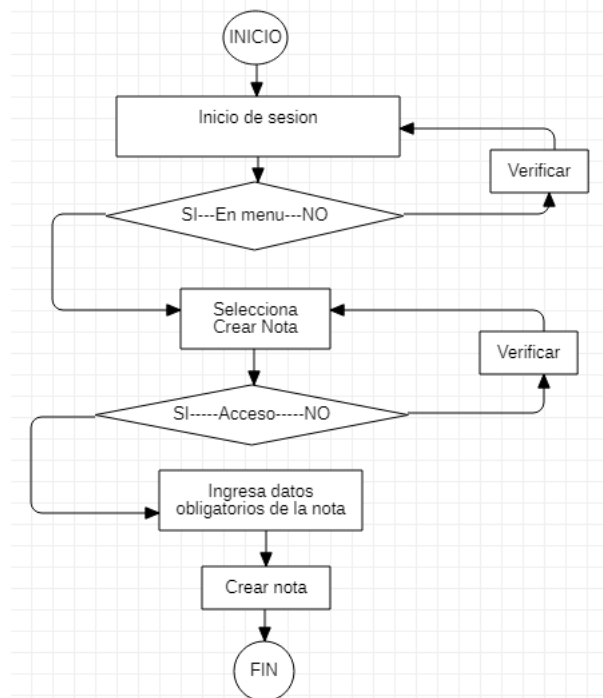 INICIO
Inicio de sesion
Verificar
SI---En menu---NO
Selecciona
Crear Nota
Verificar
SI-----Acceso-----NO
Ingresa datos
obligatorios de la nota
Crear nota
FIN